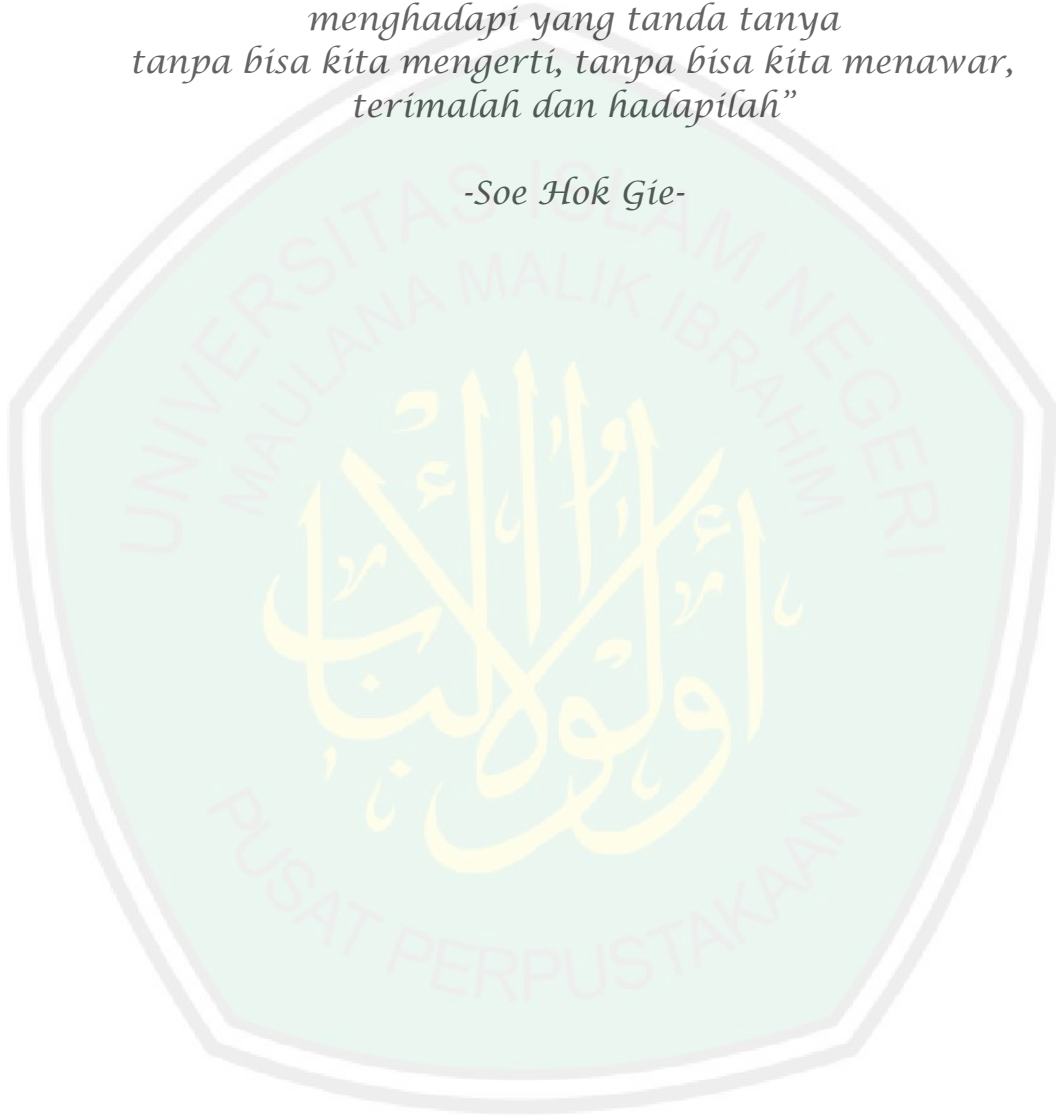 menghadapi yang tanda tanya
tanpa bisa kita mengerti, tanpa bisa kita menawar,
terimalah dan hadapilah”
-Soe Hok Gie-
UNIVERSITAS ISLAM NEGERI
MAULANA MALIK IBRAHIM
أولوا الألباب
PUSAT PERPUSTAKAAN